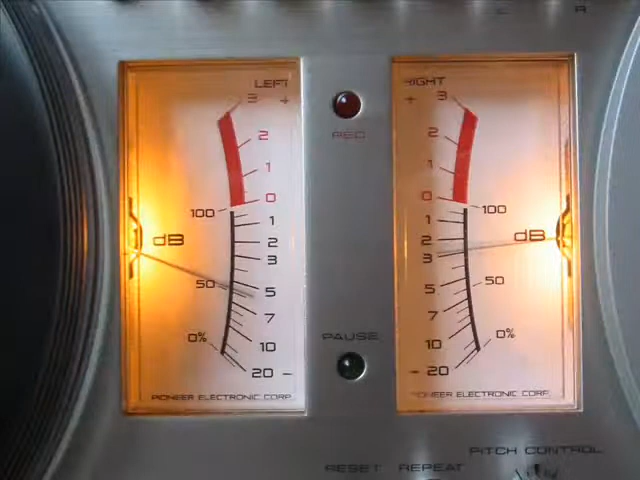 LEFT
3 +
2
1
0
100
1
dB
2
3
50
5
7
0%
10
20 -
PIONEER ELECTRONIC CORP.
REC
PAUSE
RIGHT
+ 3
2
1
0
100
1
2
dB
3
50
5
7
0%
10
- 20
PIONEER ELECTRONIC CORP.
PITCH CONTROL
RESET REPEAT